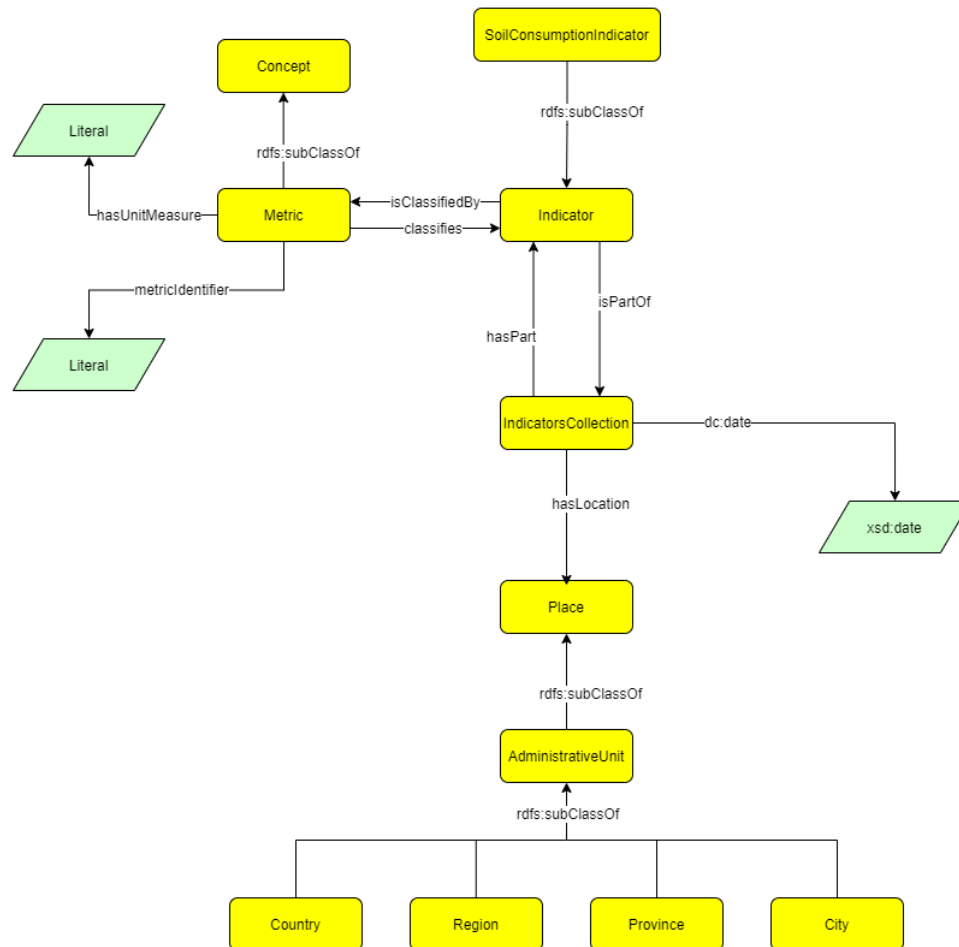 SoilConsumptionIndicator
Concept
rdfs:subClassOf
Literal
rdfs:subClassOf
isClassifiedBy
hasUnitMeasure
Metric
Indicator
classifies
metricIdentifier
isPartOf
hasPart
Literal
IndicatorsCollection
dc:date
hasLocation
xsd:date
Place
rdfs:subClassOf
AdministrativeUnit
rdfs:subClassOf
Country
Region
Province
City